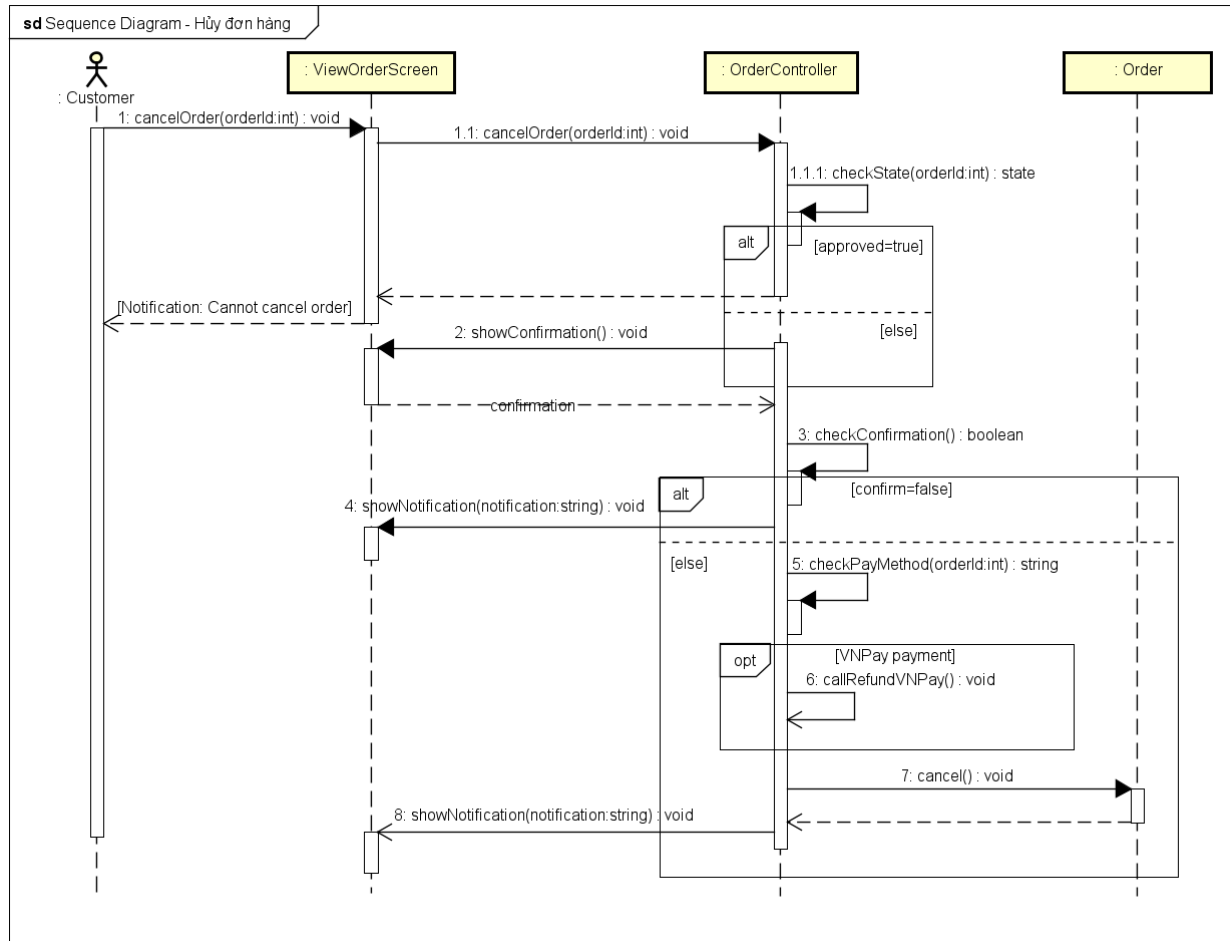 sd Sequence Diagram - Hủy đơn hàng
: Customer
: ViewOrderScreen
: OrderController
: Order
1: cancelOrder(orderId:int) : void
1.1: cancelOrder(orderId:int) : void
1.1.1: checkState(orderId:int) : state
alt
[approved=true]
[Notification: Cannot cancel order]
[else]
2: showConfirmation() : void
confirmation
3: checkConfirmation() : boolean
alt
[confirm=false]
4: showNotification(notification:string) : void
[else]
5: checkPayMethod(orderId:int) : string
opt
[VNPay payment]
6: callRefundVNPay() : void
7: cancel() : void
8: showNotification(notification:string) : void